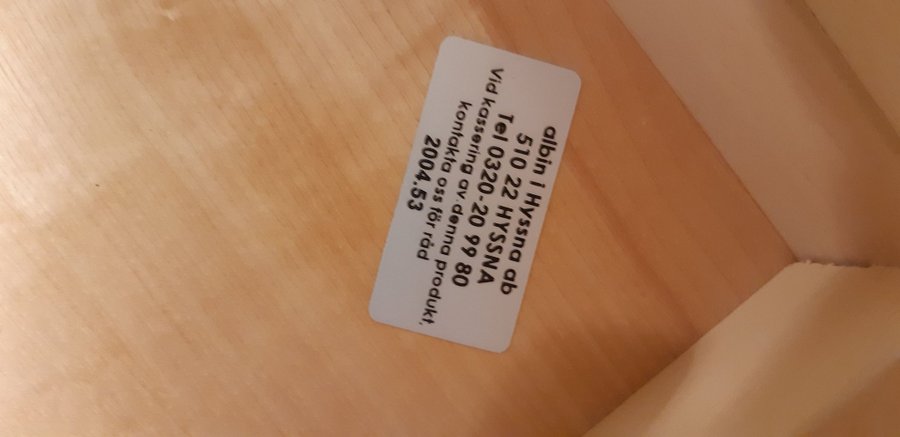 albin i Hyssna ab
510 22 HYSSNA
Tel 0320-20 99 80
Vid kassering av denna produkt,
kontakta oss för råd
2004.53